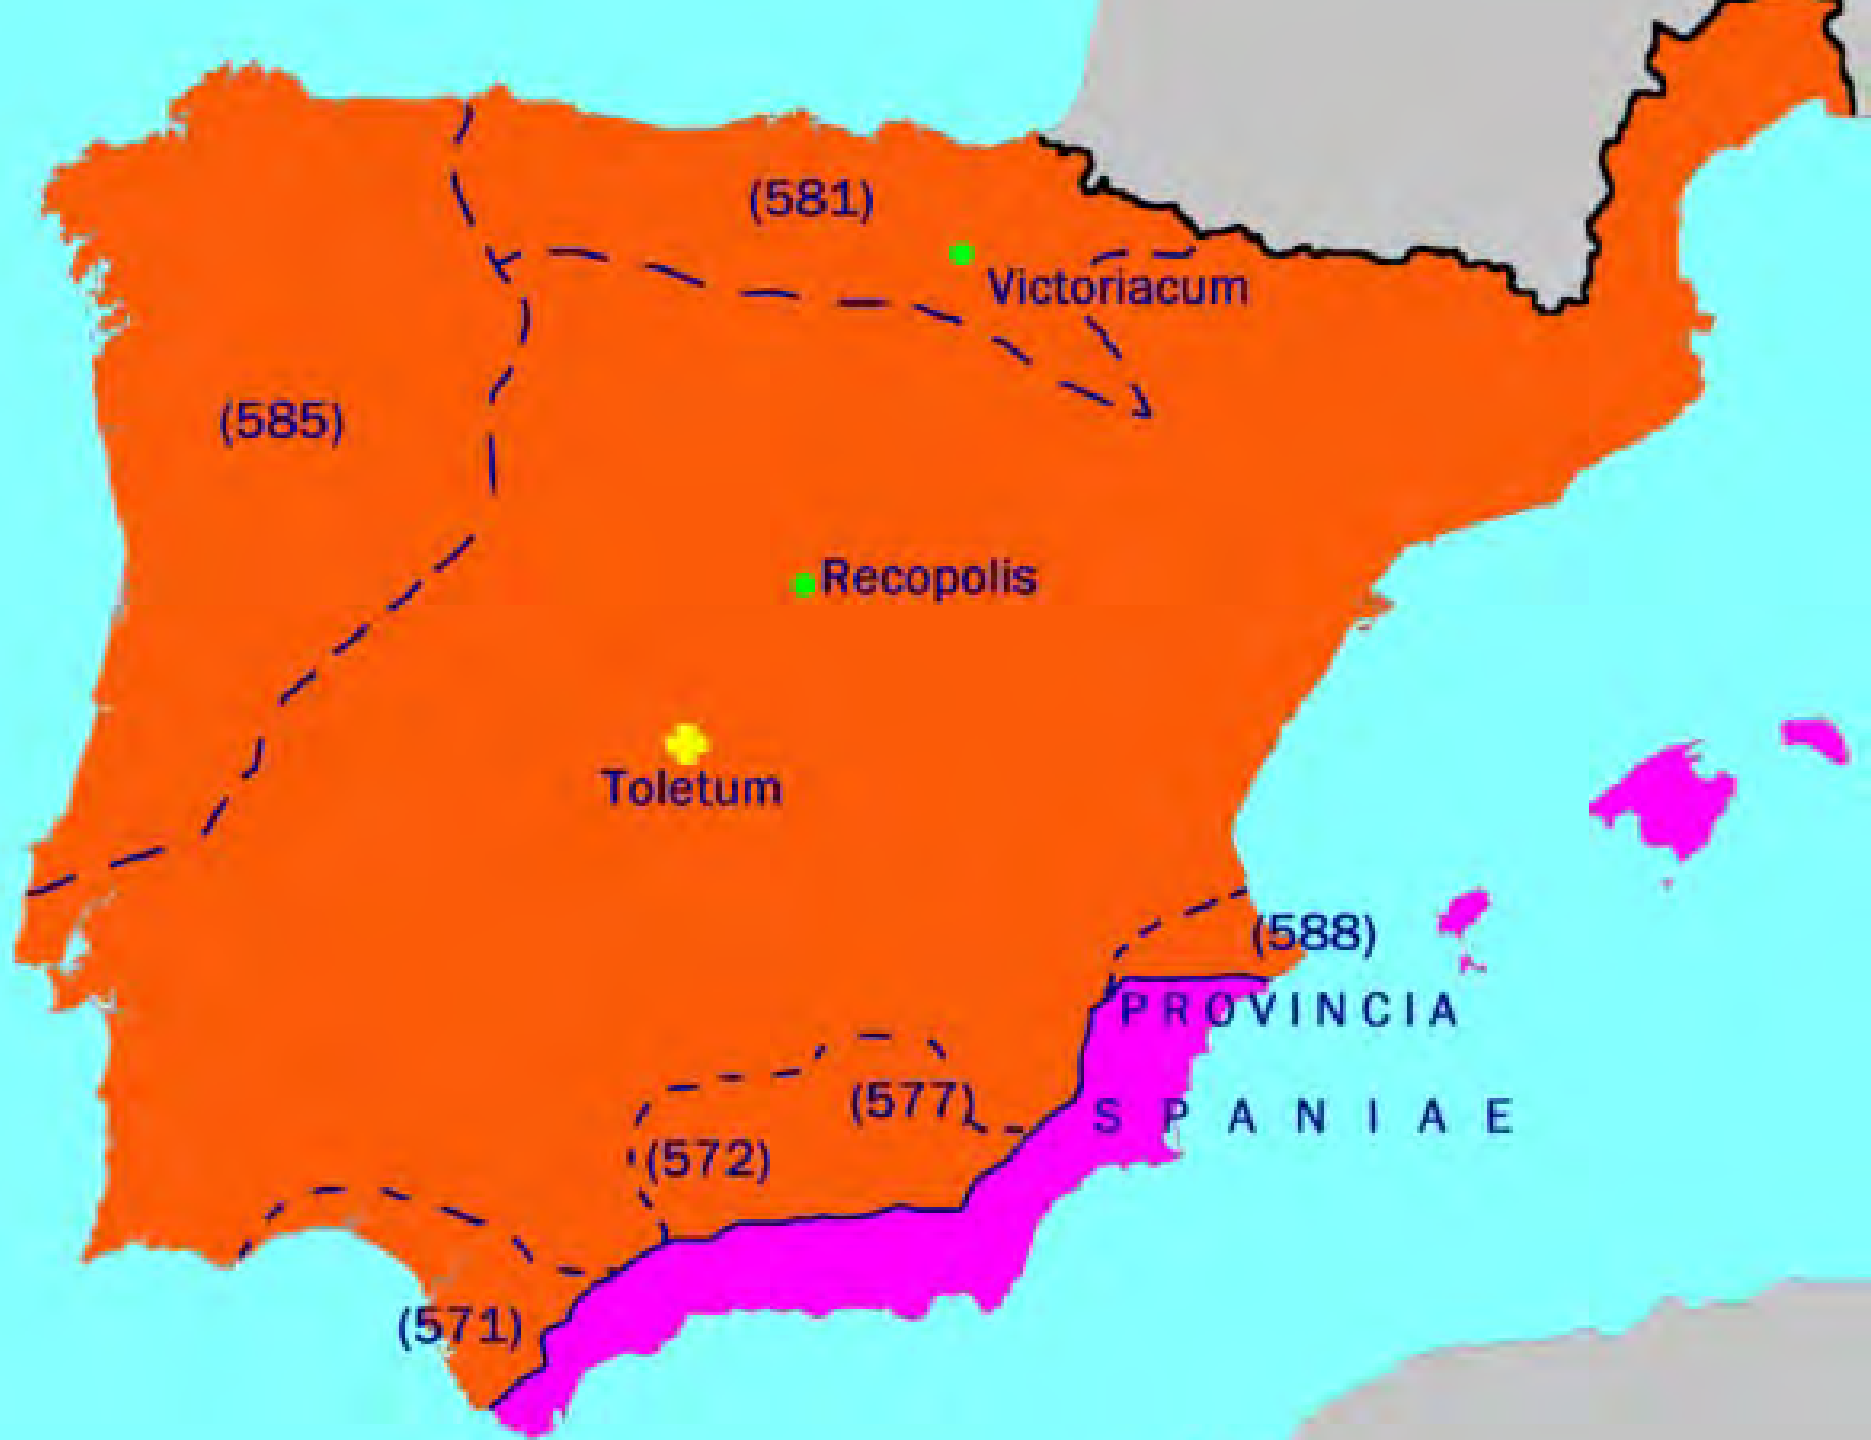 (581)
Victoriacum
(585)
Recopolis
Toletum
(588)
PROVINCIA
SPANIAE
(577)
(572)
(571)